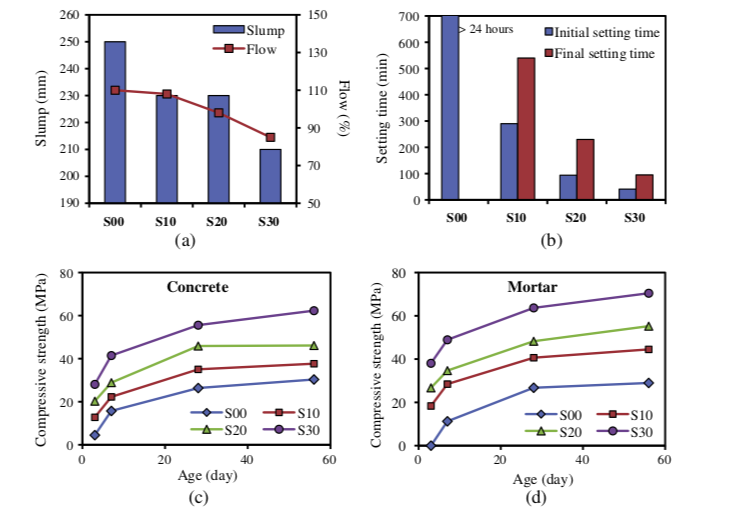 260
250
240
230
220
210
200
190
Slump (mm)
150
130
110
90
70
50
Flow (%)
Slump
Flow
S00 S10 S20 S30
(a)
700
600
500
400
300
200
100
0
Setting time (min)
> 24 hours
Initial setting time
Final setting time
S00 S10 S20 S30
(b)
80
60
40
20
0
Compressive strength (MPa)
Concrete
S00 S10
S20 S30
0 20 40 60
Age (day)
(c)
80
60
40
20
0
Compressive strength (MPa)
Mortar
S00 S10
S20 S30
0 20 40 60
Age (day)
(d)